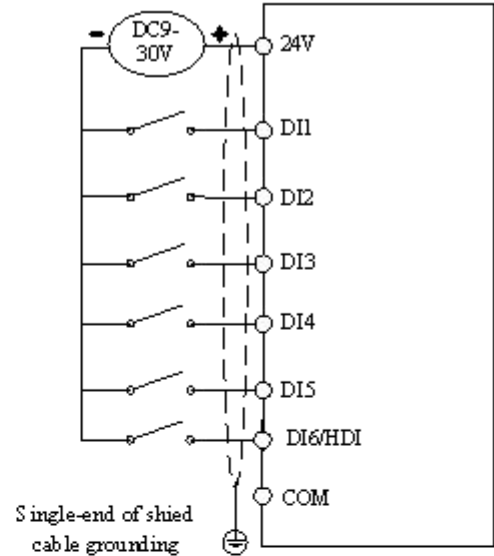 DC9-
30V
24V
DI1
DI2
DI3
DI4
DI5
DI6/HDI
COM
Single-end of shied
cable grounding